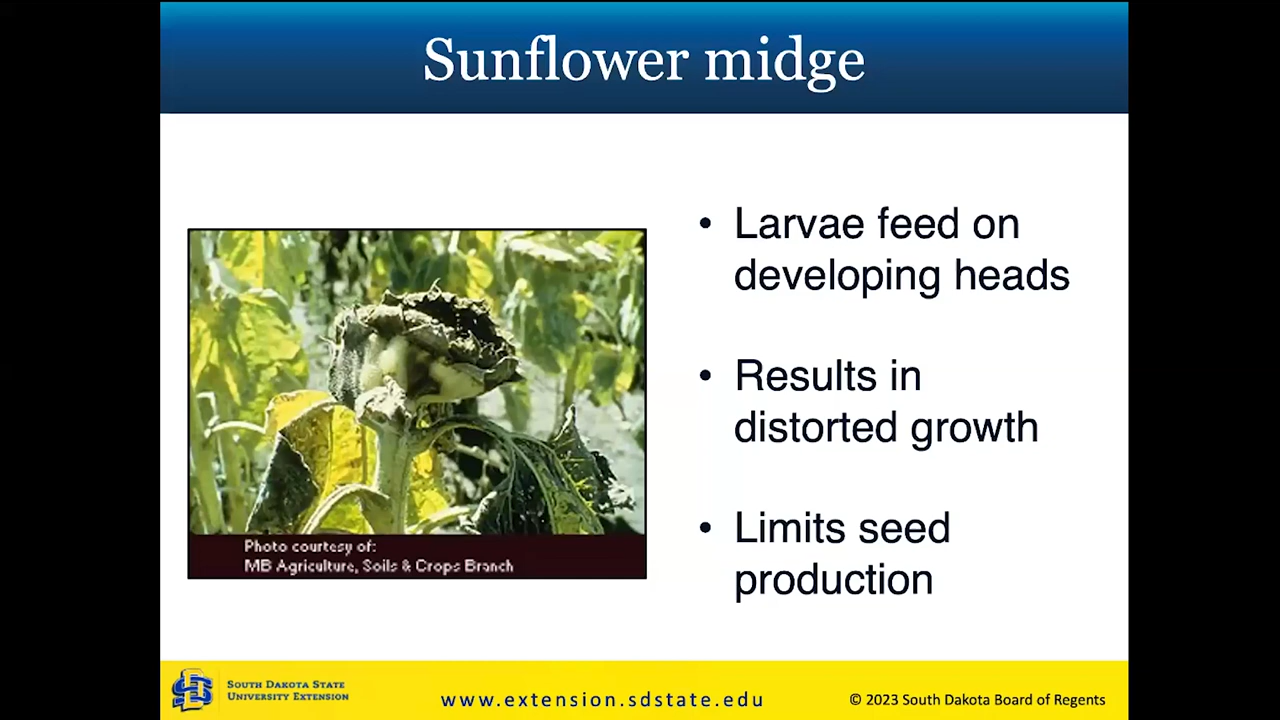 Sunflower midge
• Larvae feed on
developing heads
• Results in
distorted growth
• Limits seed
production
Photo courtesy of:
MB Agriculture, Soils & Crops Branch
SOUTH DAKOTA STATE
UNIVERSITY EXTENSION
www.extension.sdstate.edu
© 2023 South Dakota Board of Regents